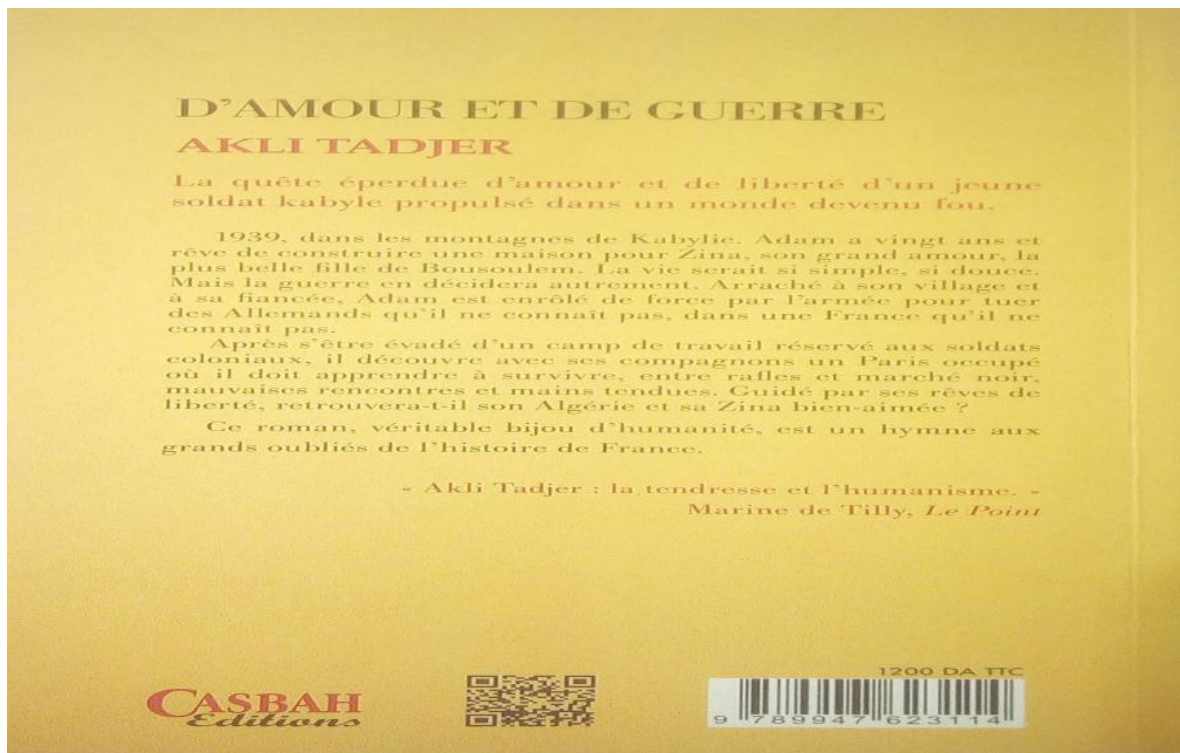 D'AMOUR ET DE GUERRE
AKLI TADJER
La quête éperdue d'amour et de liberté d'un jeune
soldat kabyle propulsé dans un monde devenu fou.
1939, dans les montagnes de Kabylie. Adam a vingt ans et
rêve de construire une maison pour Zina, son grand amour, la
plus belle fille de Bousoulem. La vie serait si simple, si douce.
Mais la guerre en décidera autrement. Arraché à son village et
à sa fiancée, Adam est enrôlé de force par l'armée pour tuer
des Allemands qu'il ne connaît pas, dans une France qu'il ne
connaît pas.
Après s'être évadé d'un camp de travail réservé aux soldats
coloniaux, il découvre avec ses compagnons un Paris occupé
où il doit apprendre à survivre, entre rafles et marché noir,
mauvaises rencontres et mains tendues. Guidé par ses rêves de
liberté, retrouvera-t-il son Algérie et sa Zina bien-aimée ?
Ce roman, véritable bijou d'humanité, est un hymne aux
grands oubliés de l'histoire de France.
« Akli Tadjer : la tendresse et l'humanisme. »
Marine de Tilly, Le Point
1200 DA TTC
CASBAH
Editions
9 789947 623114